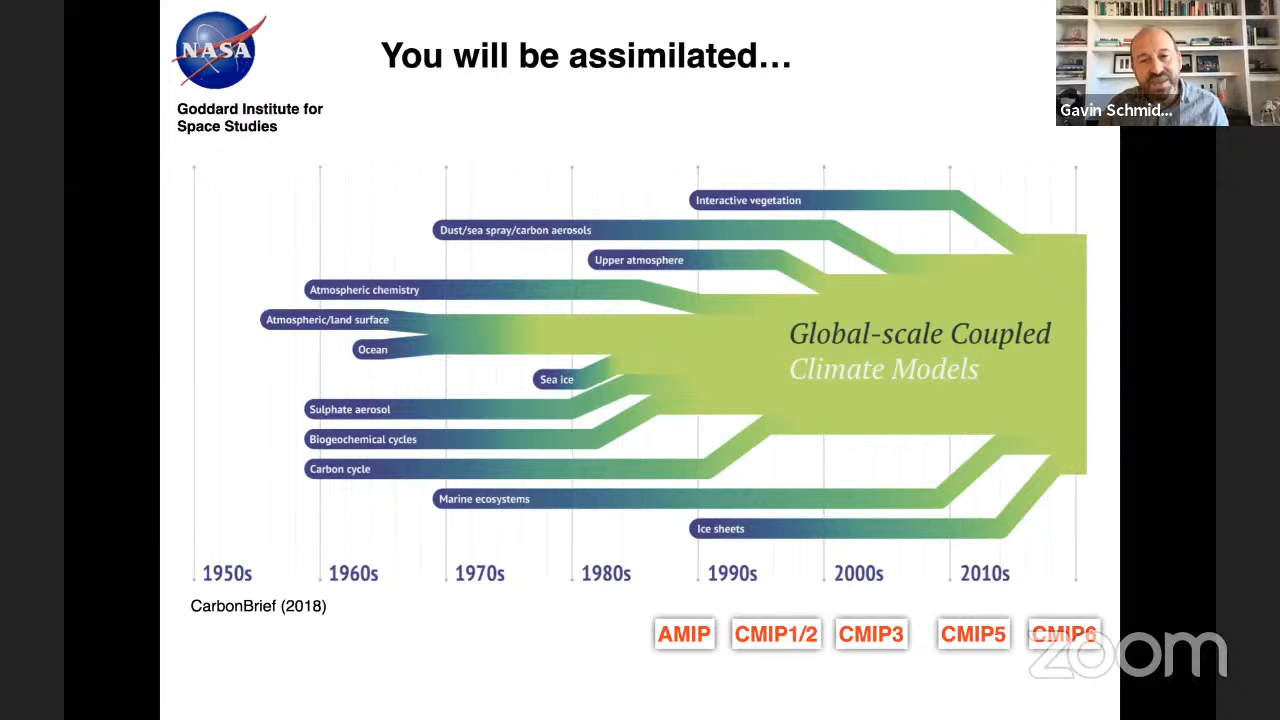 NASA
You will be assimilated…
Goddard Institute for
Space Studies
Gavin Schmid...
Interactive vegetation
Dust/sea spray/carbon aerosols
Upper atmosphere
Atmospheric chemistry
Atmospheric/land surface
Ocean
Global-scale Coupled
Climate Models
Sea ice
Sulphate aerosol
Biogeochemical cycles
Carbon cycle
Marine ecosystems
Ice sheets
1950s 1960s 1970s 1980s 1990s 2000s 2010s
CarbonBrief (2018)
AMIP CMIP1/2 CMIP3 CMIP5 CMIP6
zoom